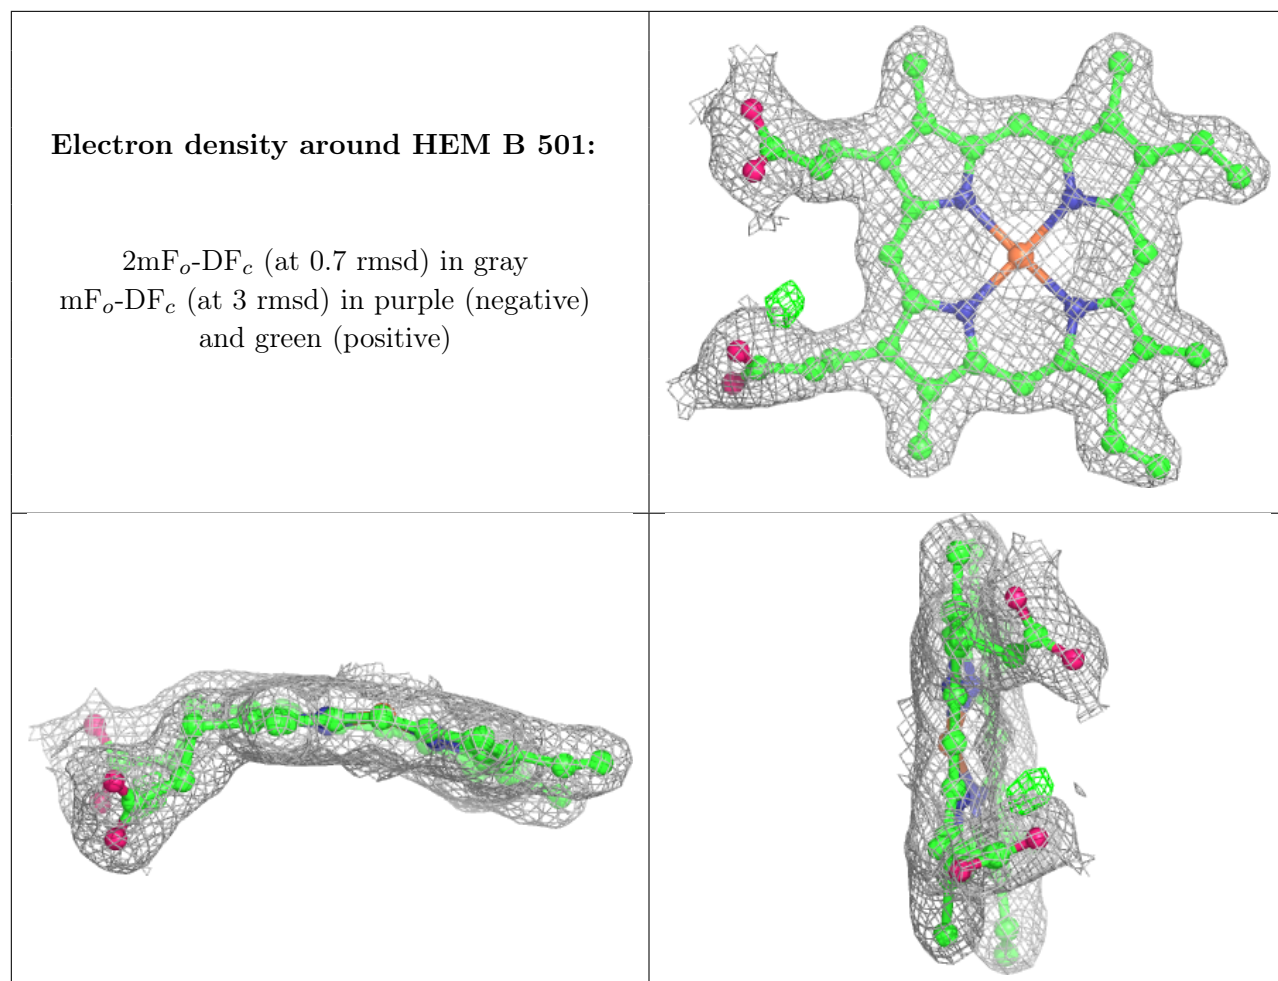 Electron density around HEM B 501:
2mFo-DFc (at 0.7 rmsd) in gray
mFo-DFc (at 3 rmsd) in purple (negative)
and green (positive)